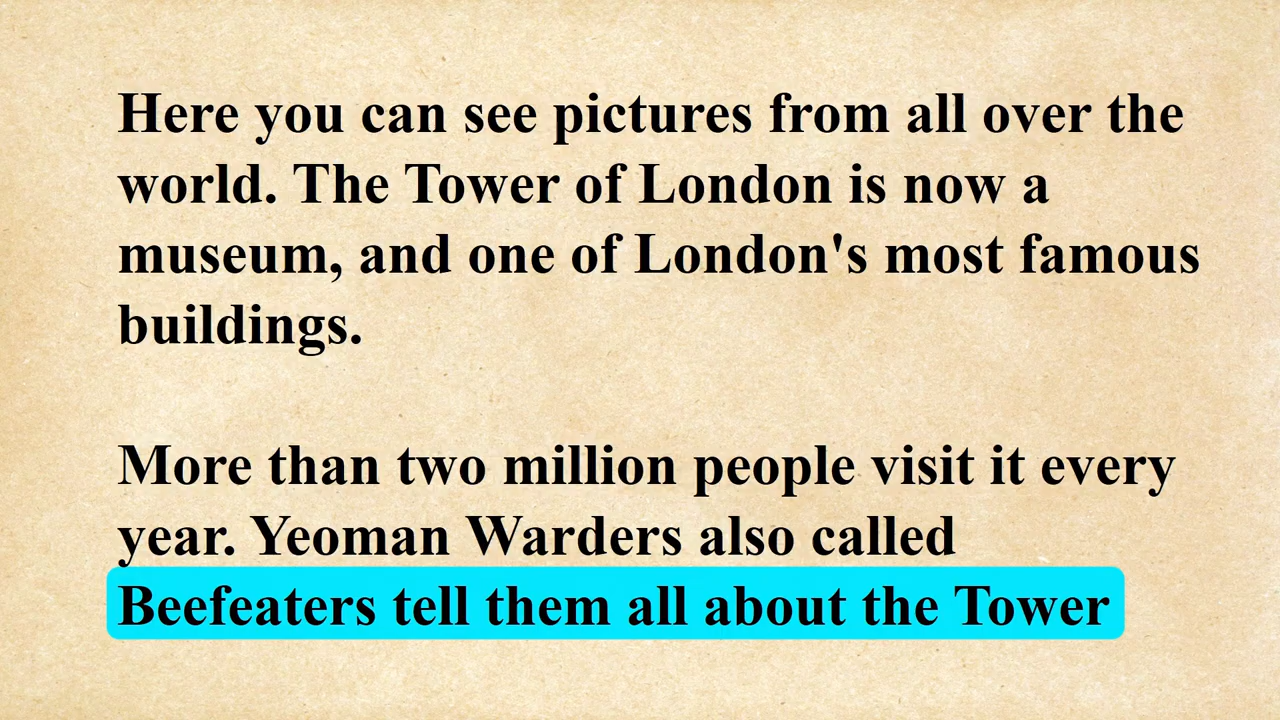 Here you can see pictures from all over the
world. The Tower of London is now a
museum, and one of London's most famous
buildings.
More than two million people visit it every
year. Yeoman Warders also called
Beefeaters tell them all about the Tower